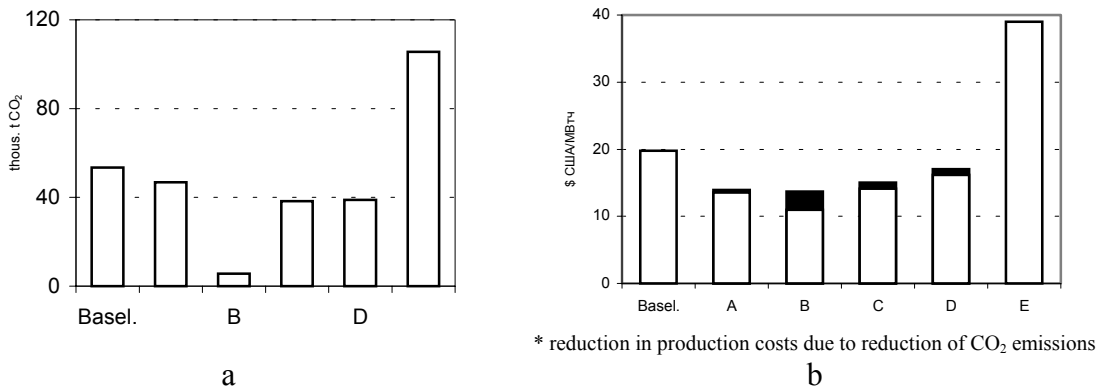 thous. t CO₂
120
80
40
0
Basel.
B
D
a
$ США/МВтч
40
30
20
10
0
Basel.
A
B
C
D
E
* reduction in production costs due to reduction of CO₂ emissions
b